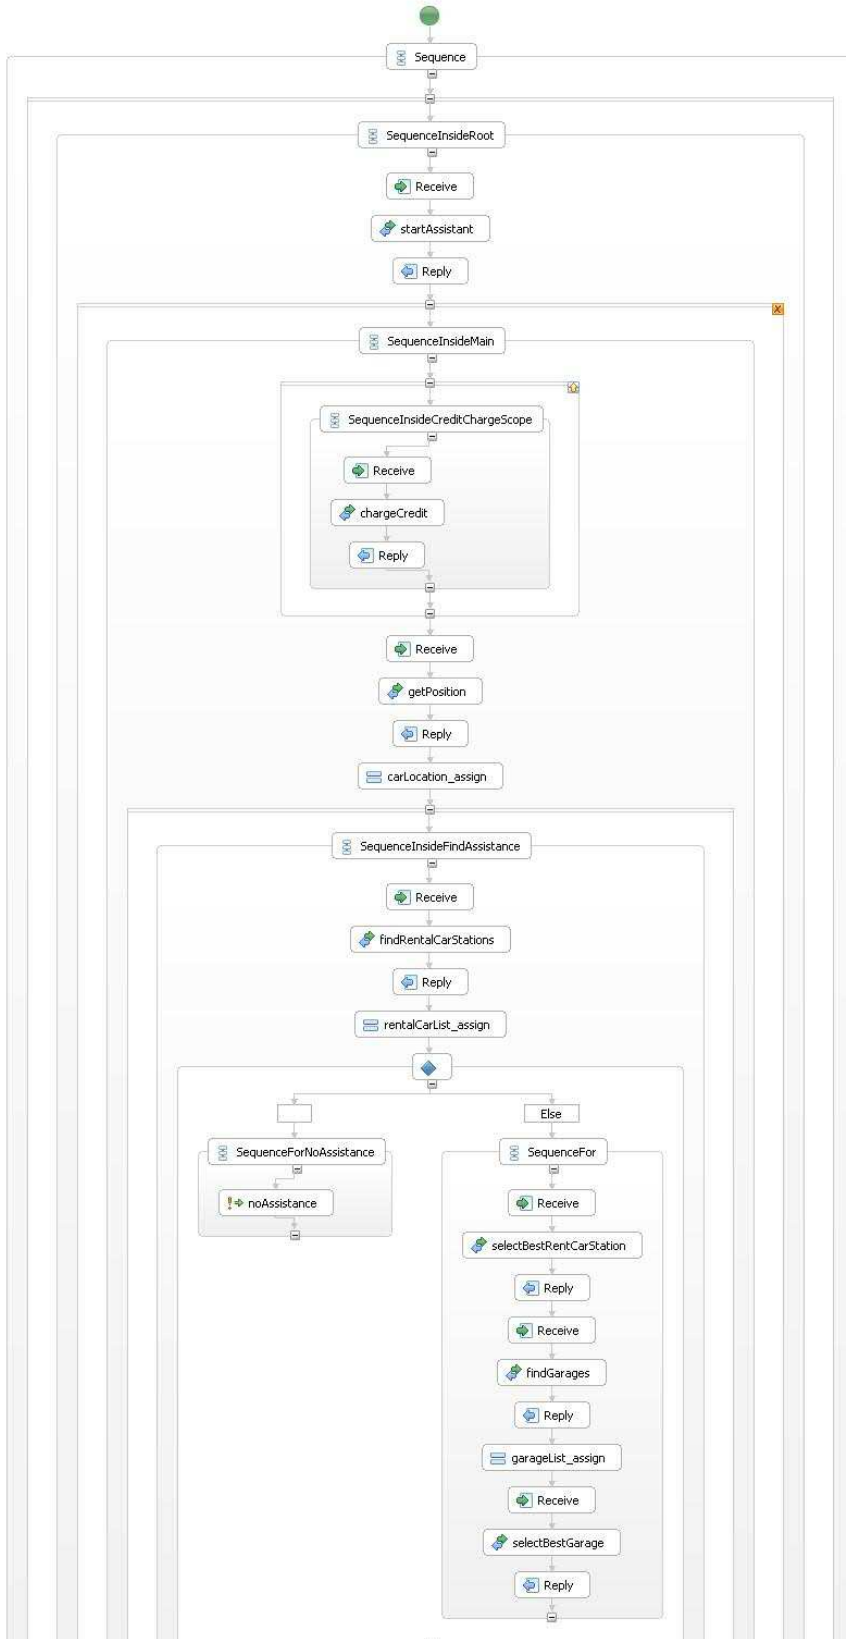 Sequence
SequenceInsideRoot
Receive
startAssistant
Reply
SequenceInsideMain
SequenceInsideCreditChargeScope
Receive
chargeCredit
Reply
Receive
getPosition
Reply
carLocation_assign
SequenceInsideFindAssistance
Receive
findRentalCarStations
Reply
rentalCarList_assign
Else
SequenceForNoAssistance
noAssistance
SequenceFor
Receive
selectBestRentCarStation
Reply
Receive
findGarages
Reply
garageList_assign
Receive
selectBestGarage
Reply